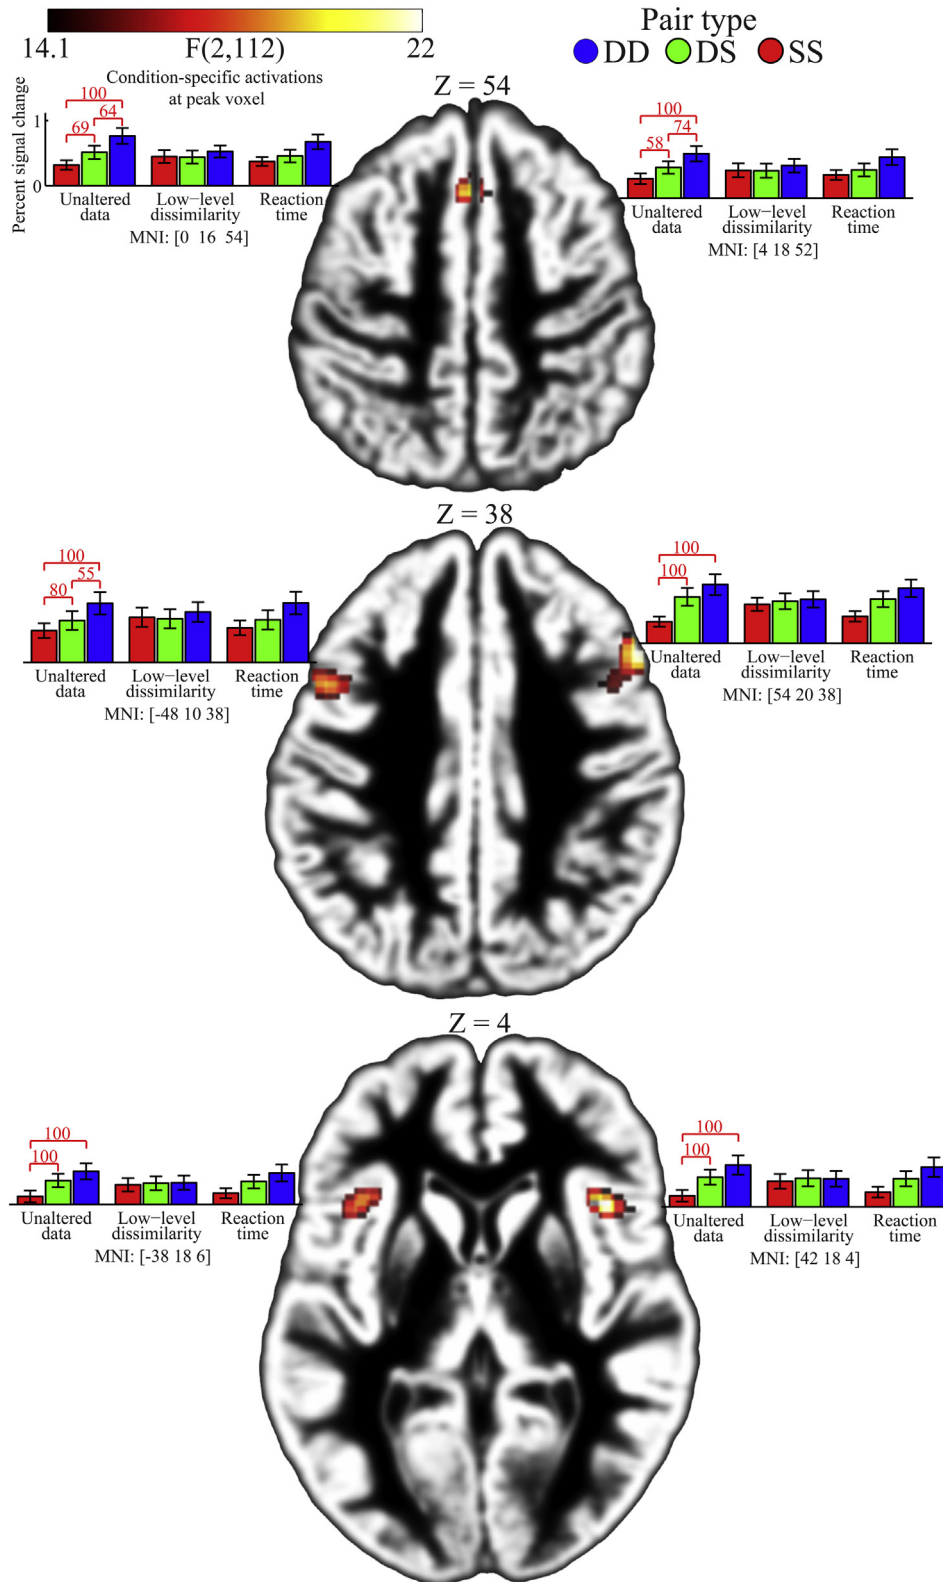 14.1 F(2,112) 22
Pair type
DD DS SS
Condition-specific activations
at peak voxel
Z = 54
Percent signal change
1
0
100
64
69
Unaltered data
Low-level dissimilarity
Reaction time
MNI: [0 16 54]
100
74
58
Unaltered data
Low-level dissimilarity
Reaction time
MNI: [4 18 52]
Z = 38
100
55
80
Unaltered data
Low-level dissimilarity
Reaction time
MNI: [-48 10 38]
100
100
Unaltered data
Low-level dissimilarity
Reaction time
MNI: [54 20 38]
Z = 4
100
100
Unaltered data
Low-level dissimilarity
Reaction time
MNI: [-38 18 6]
100
100
Unaltered data
Low-level dissimilarity
Reaction time
MNI: [42 18 4]